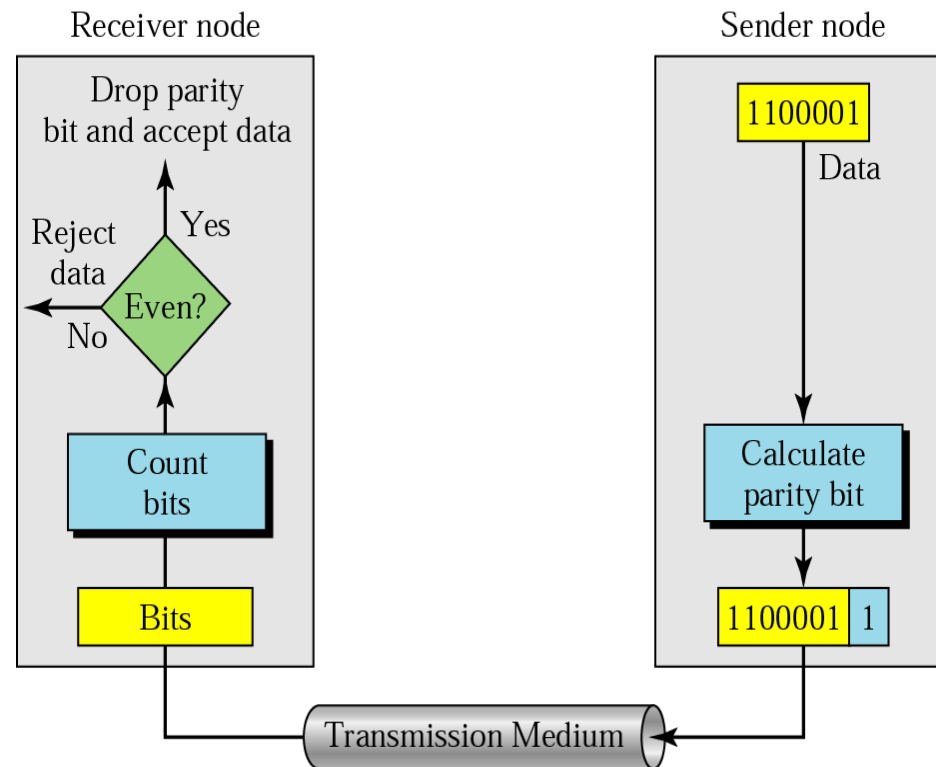 Receiver node
Sender node
Drop parity
bit and accept data
Yes
Reject
data
Even?
No
Count
bits
Bits
1100001
Data
Calculate
parity bit
1100001 1
Transmission Medium